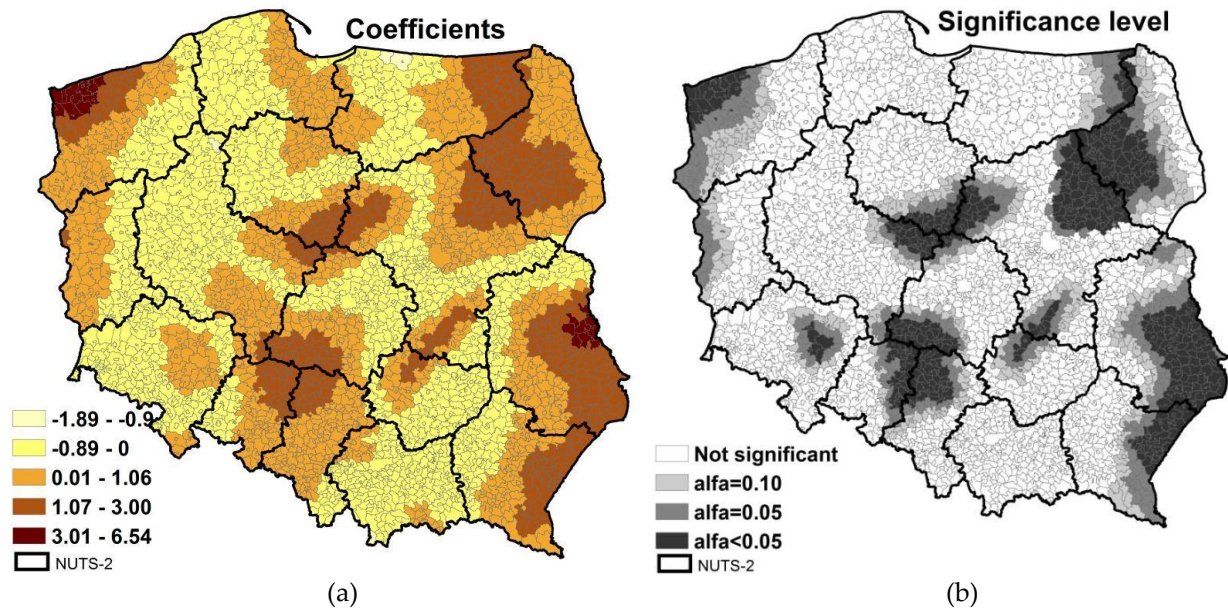 Coefficients
-1.89 - -0.9
-0.89 - 0
0.01 - 1.06
1.07 - 3.00
3.01 - 6.54
NUTS-2
(a)
Significance level
Not significant
alfa=0.10
alfa=0.05
alfa<0.05
NUTS-2
(b)